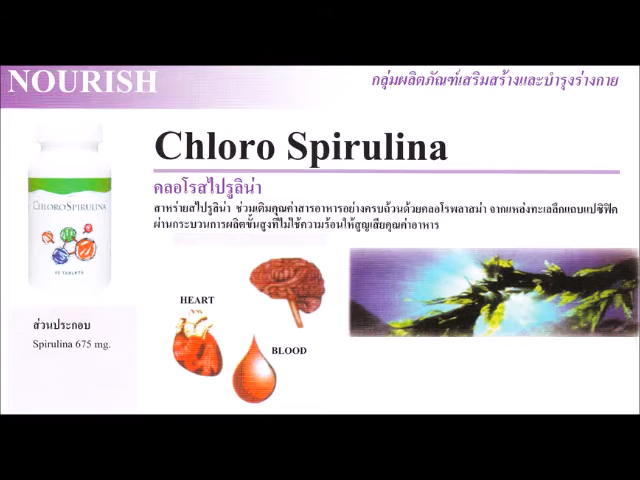 NOURISH
กลุ่มผลิตภัณฑ์เสริมสร้างและบำรุงร่างกาย
Chloro Spirulina
คลอโรสไปรูลิน่า
สาหร่ายสไปรูลิน่า ช่วยเติมคุณค่าสารอาหารอย่างครบถ้วนด้วยคลอโรพลาสม่า จากแหล่งทะเลลึกแถบแปซิฟิค
ผ่านกระบวนการผลิตขั้นสูงที่ไม่ใช้ความร้อนให้สูญเสียคุณค่าอาหาร
CHLOROSPIRULINA
90 TABLETS
HEART
BLOOD
ส่วนประกอบ
Spirulina 675 mg.